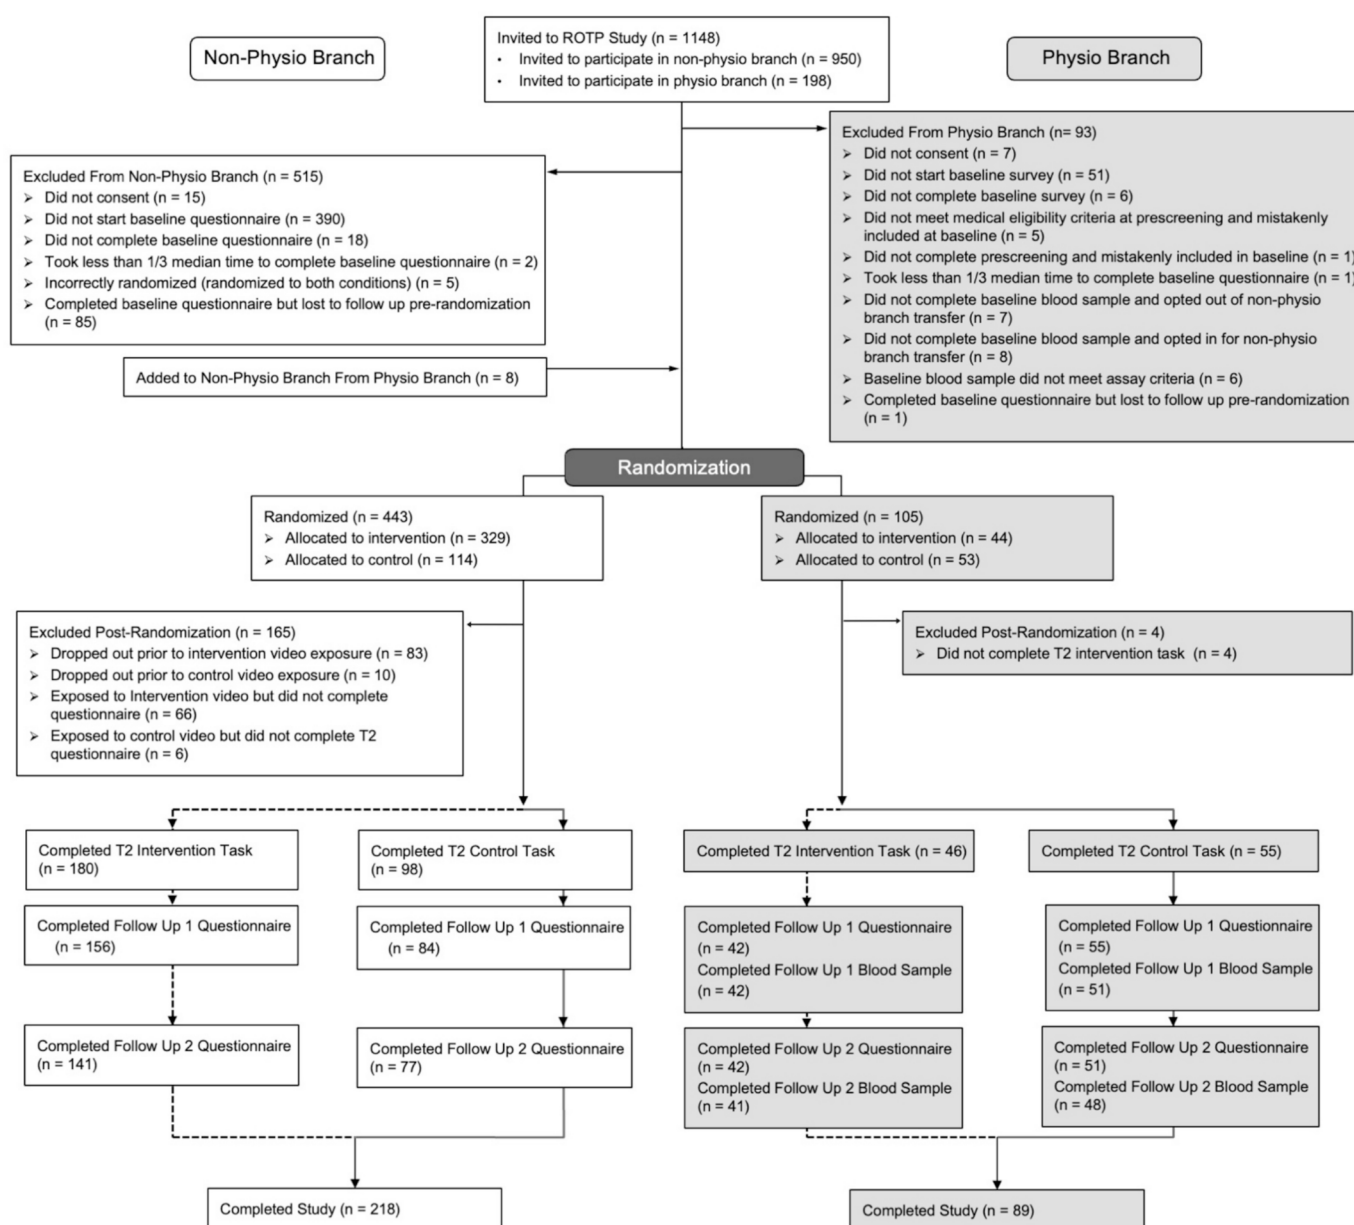 Non-Physio Branch
Invited to ROTP Study (n = 1148)
• Invited to participate in non-physio branch (n = 950)
• Invited to participate in physio branch (n = 198)
Physio Branch
Excluded From Non-Physio Branch (n = 515)
➢ Did not consent (n = 15)
➢ Did not start baseline questionnaire (n = 390)
➢ Did not complete baseline questionnaire (n = 18)
➢ Took less than 1/3 median time to complete baseline questionnaire (n = 2)
➢ Incorrectly randomized (randomized to both conditions) (n = 5)
➢ Completed baseline questionnaire but lost to follow up pre-randomization
(n = 85)
Excluded From Physio Branch (n= 93)
➢ Did not consent (n = 7)
➢ Did not start baseline survey (n = 51)
➢ Did not complete baseline survey (n = 6)
➢ Did not meet medical eligibility criteria at prescreening and mistakenly
included at baseline (n = 5)
➢ Did not complete prescreening and mistakenly included in baseline (n = 1)
➢ Took less than 1/3 median time to complete baseline questionnaire (n = 1)
➢ Did not complete baseline blood sample and opted out of non-physio
branch transfer (n = 7)
➢ Did not complete baseline blood sample and opted in for non-physio
branch transfer (n = 8)
➢ Baseline blood sample did not meet assay criteria (n = 6)
➢ Completed baseline questionnaire but lost to follow up pre-randomization
(n = 1)
Added to Non-Physio Branch From Physio Branch (n = 8)
Randomization
Randomized (n = 443)
➢ Allocated to intervention (n = 329)
➢ Allocated to control (n = 114)
Randomized (n = 105)
➢ Allocated to intervention (n = 44)
➢ Allocated to control (n = 53)
Excluded Post-Randomization (n = 165)
➢ Dropped out prior to intervention video exposure (n = 83)
➢ Dropped out prior to control video exposure (n = 10)
➢ Exposed to Intervention video but did not complete
questionnaire (n = 66)
➢ Exposed to control video but did not complete T2
questionnaire (n = 6)
Excluded Post-Randomization (n = 4)
➢ Did not complete T2 intervention task (n = 4)
Completed T2 Intervention Task
(n = 180)
Completed T2 Control Task
(n = 98)
Completed T2 Intervention Task (n = 46)
Completed T2 Control Task (n = 55)
Completed Follow Up 1 Questionnaire
(n = 156)
Completed Follow Up 1 Questionnaire
(n = 84)
Completed Follow Up 1 Questionnaire
(n = 42)
Completed Follow Up 1 Blood Sample
(n = 42)
Completed Follow Up 1 Questionnaire
(n = 55)
Completed Follow Up 1 Blood Sample
(n = 51)
Completed Follow Up 2 Questionnaire
(n = 141)
Completed Follow Up 2 Questionnaire
(n = 77)
Completed Follow Up 2 Questionnaire
(n = 42)
Completed Follow Up 2 Blood Sample
(n = 41)
Completed Follow Up 2 Questionnaire
(n = 51)
Completed Follow Up 2 Blood Sample
(n = 48)
Completed Study (n = 218)
Completed Study (n = 89)